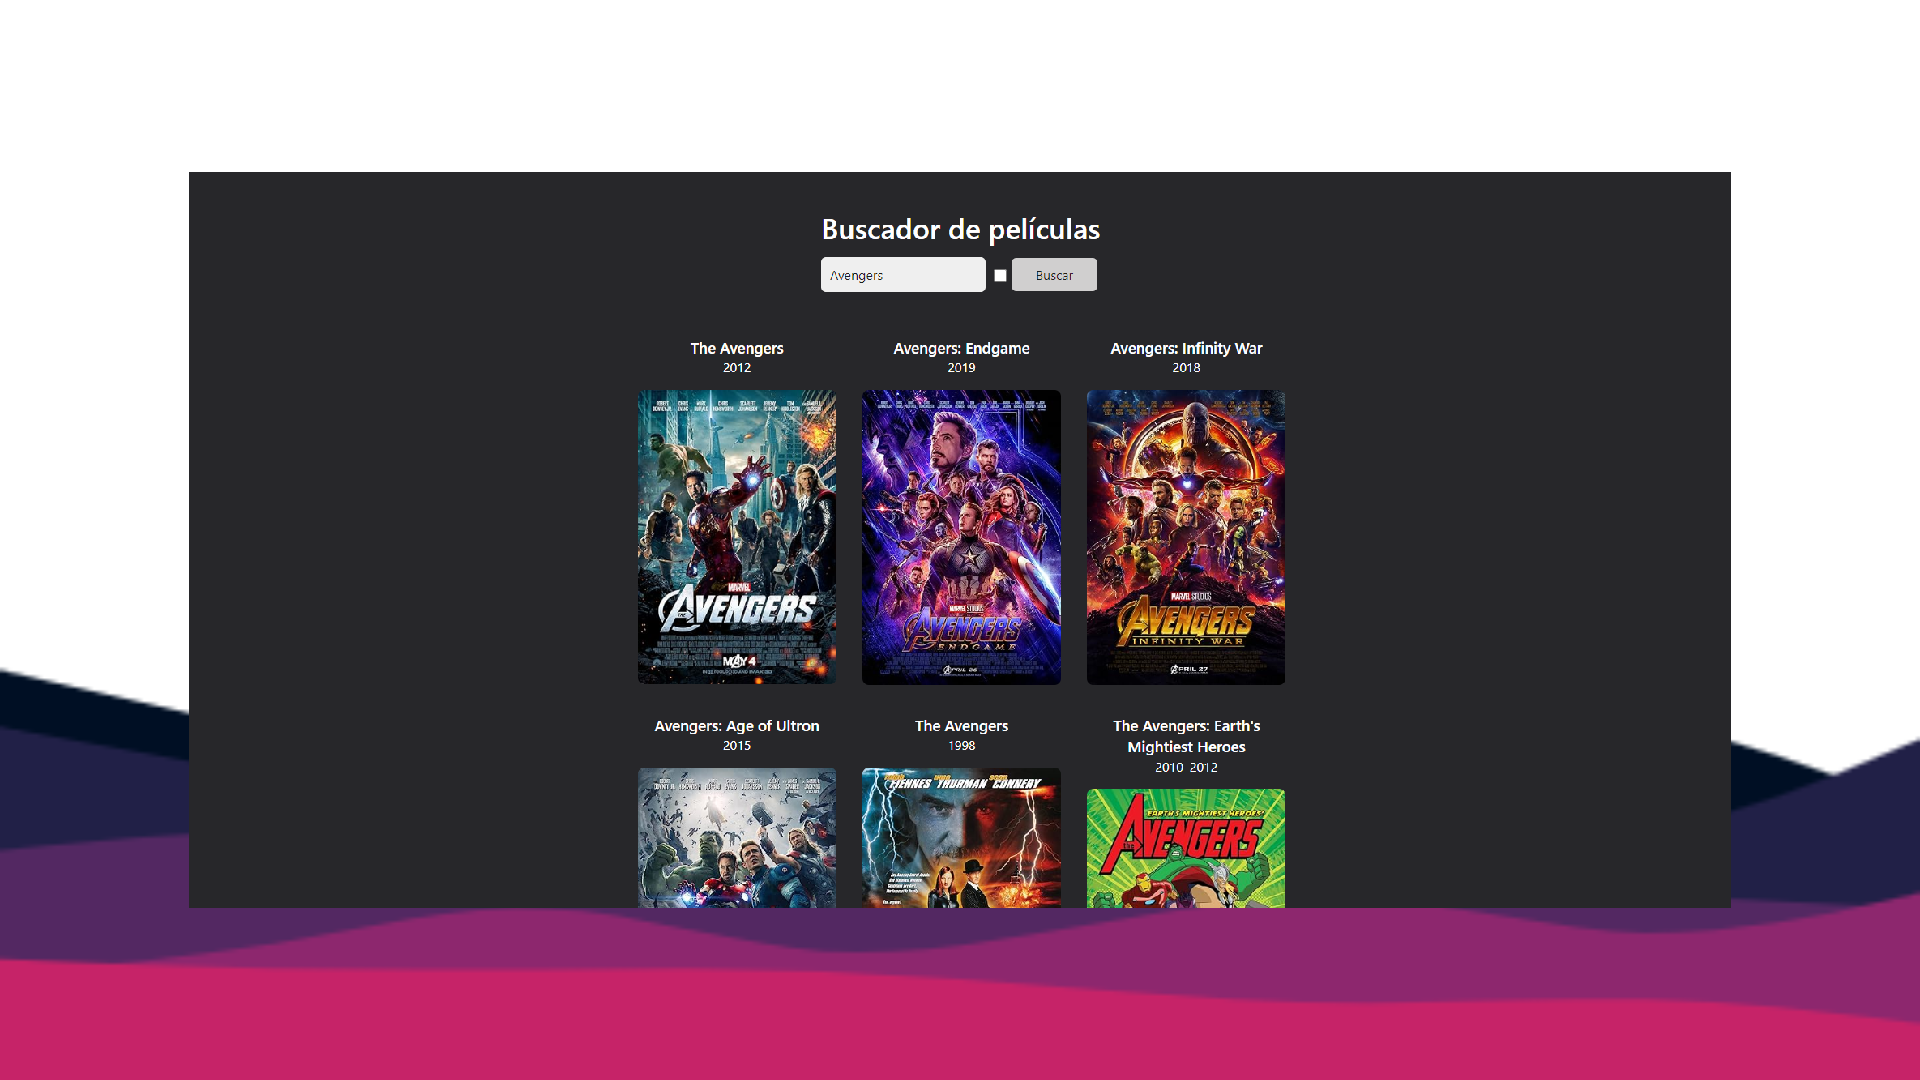 Buscador de películas
Avengers
Buscar
The Avengers
2012
Avengers: Endgame
2019
Avengers: Infinity War
2018
MARVEL
AVENGERS
MAY 4
MARVEL STUDIOS
AVENGERS
ENDGAME
APRIL 26
MARVEL STUDIOS
AVENGERS
INFINITY WAR
APRIL 27
Avengers: Age of Ultron
2015
The Avengers
1998
The Avengers: Earth's
Mightiest Heroes
2010 2012
FIENNES THURMAN CONNERY
EARTH'S MIGHTIEST HEROES!
THE AVENGERS